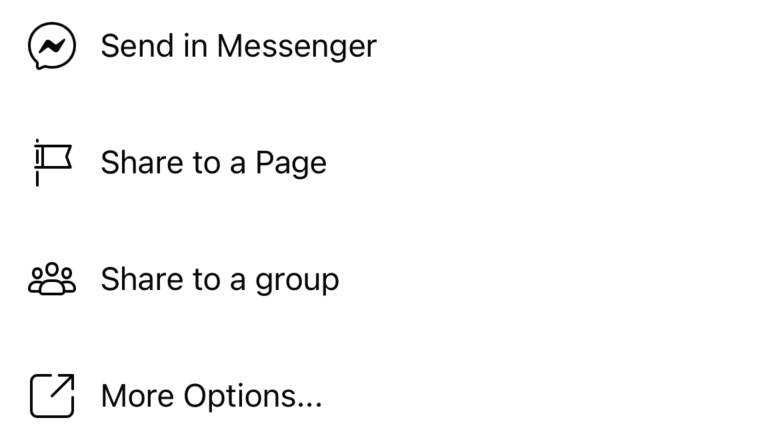 Send in Messenger
Share to a Page
Share to a group
More Options...